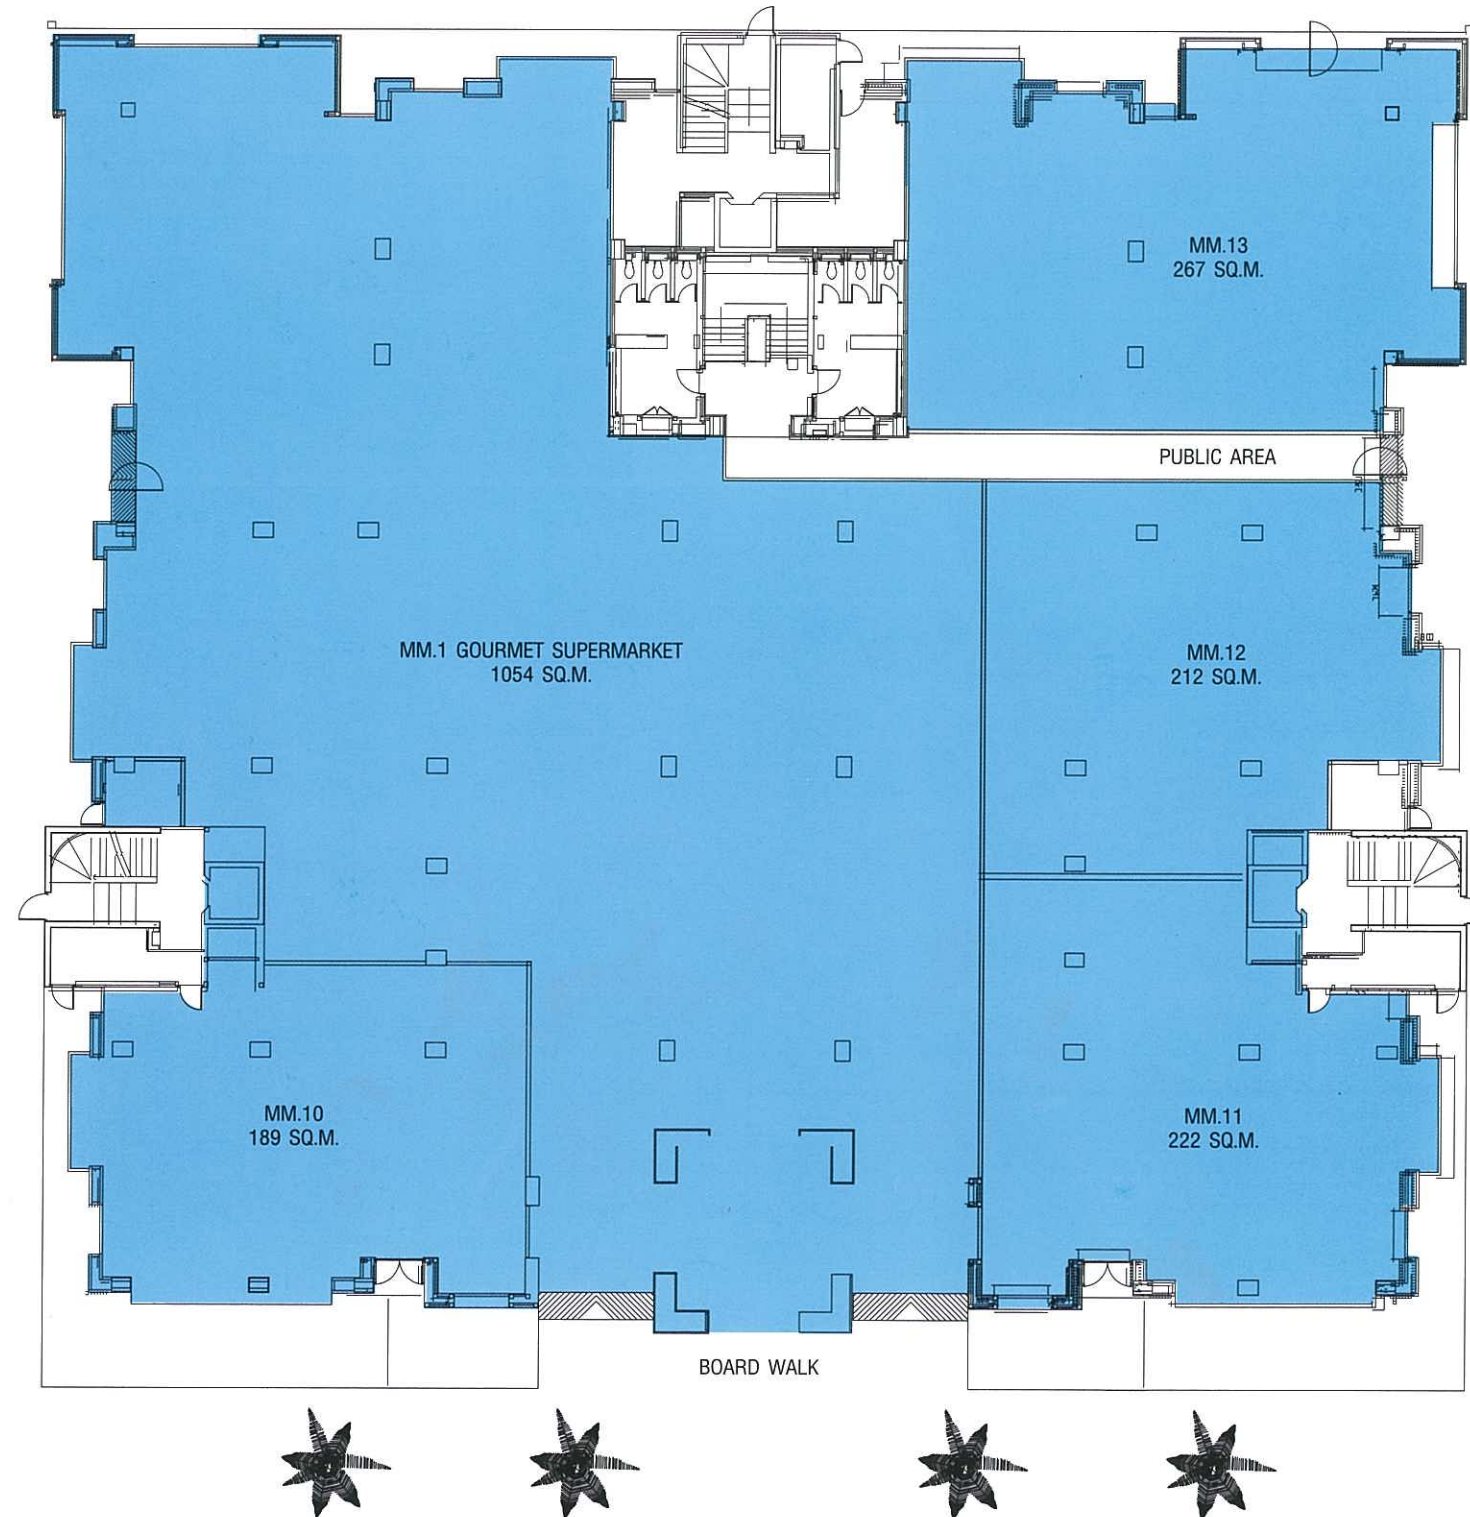 MM.13
267 SQ.M.
PUBLIC AREA
MM.1 GOURMET SUPERMARKET
1054 SQ.M.
MM.12
212 SQ.M.
MM.10
189 SQ.M.
MM.11
222 SQ.M.
BOARD WALK